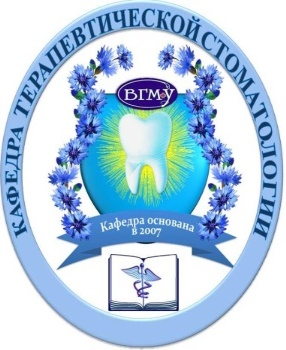 КАФЕДРА ТЕРАПЕВТИЧЕСКОЙ СТОМАТОЛОГИИ
ВГМУ
Кафедра основана
в 2007